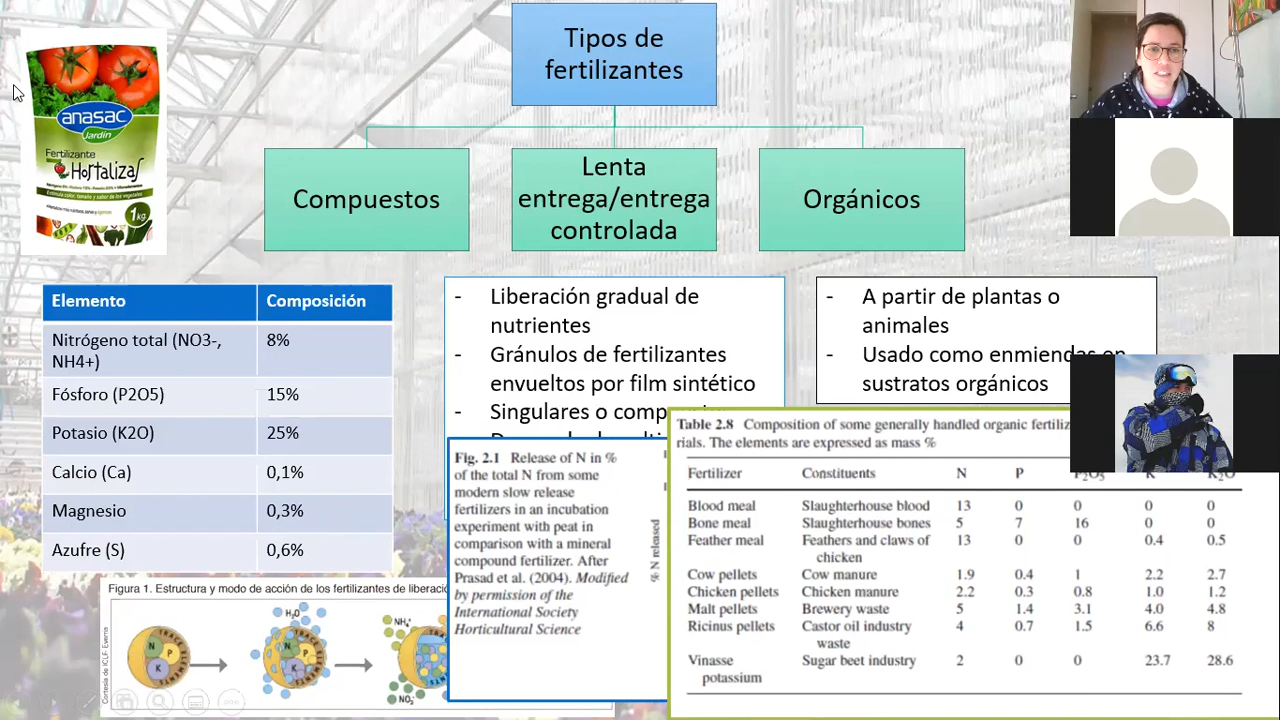 Tipos de
fertilizantes
Compuestos
Lenta
entrega/entrega
controlada
Orgánicos
anasac
Jardín
Fertilizante
Hortalizas
1kg
Elemento Composición
Nitrógeno total (NO3-, 8%
NH4+)
Fósforo (P2O5) 15%
Potasio (K2O) 25%
Calcio (Ca) 0,1%
Magnesio 0,3%
Azufre (S) 0,6%
- Liberación gradual de
nutrientes
- Gránulos de fertilizantes
envueltos por film sintético
- Singulares o comp
- A partir de plantas o
animales
- Usado como enmiendas en
sustratos orgánicos
Figura 1. Estructura y modo de acción de los fertilizantes de liberació
Cortesía de ICLF- Everris
H₂O
N P K
N P K
NH₄⁺
NO₃⁻
Fig. 2.1 Release of N in %
of the total N from some
modern slow release
fertilizers in an incubation
experiment with peat in
comparison with a mineral
compound fertilizer. After
Prasad et al. (2004). Modified
by permission of the
International Society
Horticultural Science
% N released
Table 2.8 Composition of some generally handled organic fertiliz
rials. The elements are expressed as mass %
Fertilizer Constituents N P P₂O₅ K K₂O
Blood meal Slaughterhouse blood 13 0 0 0 0
Bone meal Slaughterhouse bones 5 7 16 0 0
Feather meal Feathers and claws of 13 0 0 0.4 0.5
chicken
Cow pellets Cow manure 1.9 0.4 1 2.2 2.7
Chicken pellets Chicken manure 2.2 0.3 0.8 1.0 1.2
Malt pellets Brewery waste 5 1.4 3.1 4.0 4.8
Ricinus pellets Castor oil industry 4 0.7 1.5 6.6 8
waste
Vinasse Sugar beet industry 2 0 0 23.7 28.6
potassium